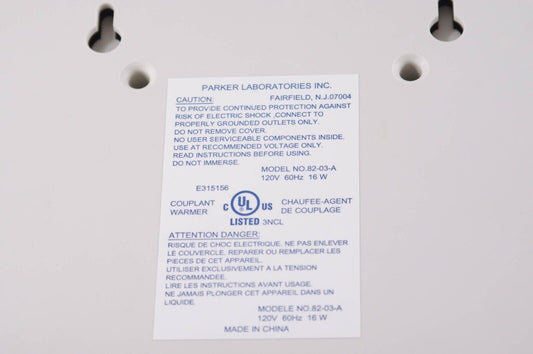 PARKER LABORATORIES INC.
CAUTION: FAIRFIELD, N.J.07004
TO PROVIDE CONTINUED PROTECTION AGAINST
RISK OF ELECTRIC SHOCK ,CONNECT TO
PROPERLY GROUNDED OUTLETS ONLY.
DO NOT REMOVE COVER.
NO USER SERVICEABLE COMPONENTS INSIDE.
USE AT RECOMMENDED VOLTAGE ONLY.
READ INSTRUCTIONS BEFORE USING.
DO NOT IMMERSE.
MODEL NO.82-03-A
120V 60Hz 16 W
E315156
COUPLANT WARMER
C UL US
LISTED 3NCL
CHAUFEE-AGENT
DE COUPLAGE
ATTENTION DANGER:
RISQUE DE CHOC ELECTRIQUE. NE PAS ENLEVER
LE COUVERCLE. REPARER OU REMPLACER.LES
PIECES DE CET APPAREIL.
UTILISER EXCLUSIVEMENT A LA TENSION
RECOMMANDEE.
LIRE LES INSTRUCTIONS AVANT USAGE.
NE JAMAIS PLONGER CET APPAREIL DANS UN
LIQUIDE.
MODELE NO.82-03-A
120V 60Hz 16 W
MADE IN CHINA